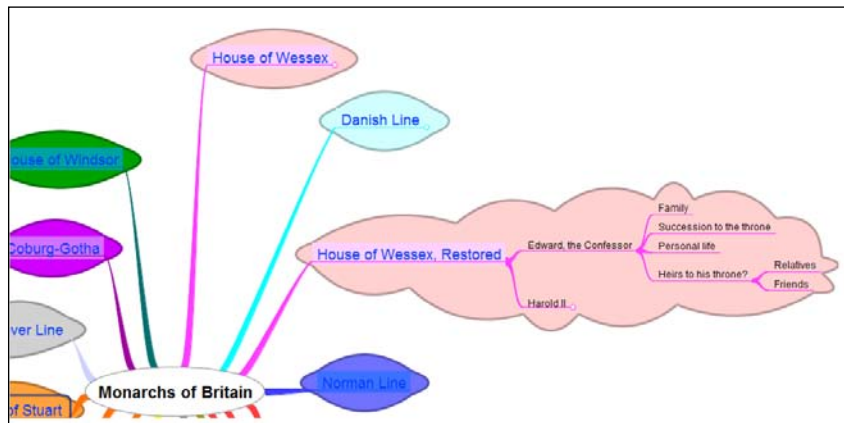 House of Wessex
Danish Line
ouse of Windsor
Family
Succession to the throne
Edward, the Confessor
Personal life
House of Wessex, Restored
Coburg-Gotha
Heirs to his throne?
Relatives
Friends
Harold II
ver Line
Monarchs of Britain
Norman Line
of Stuart